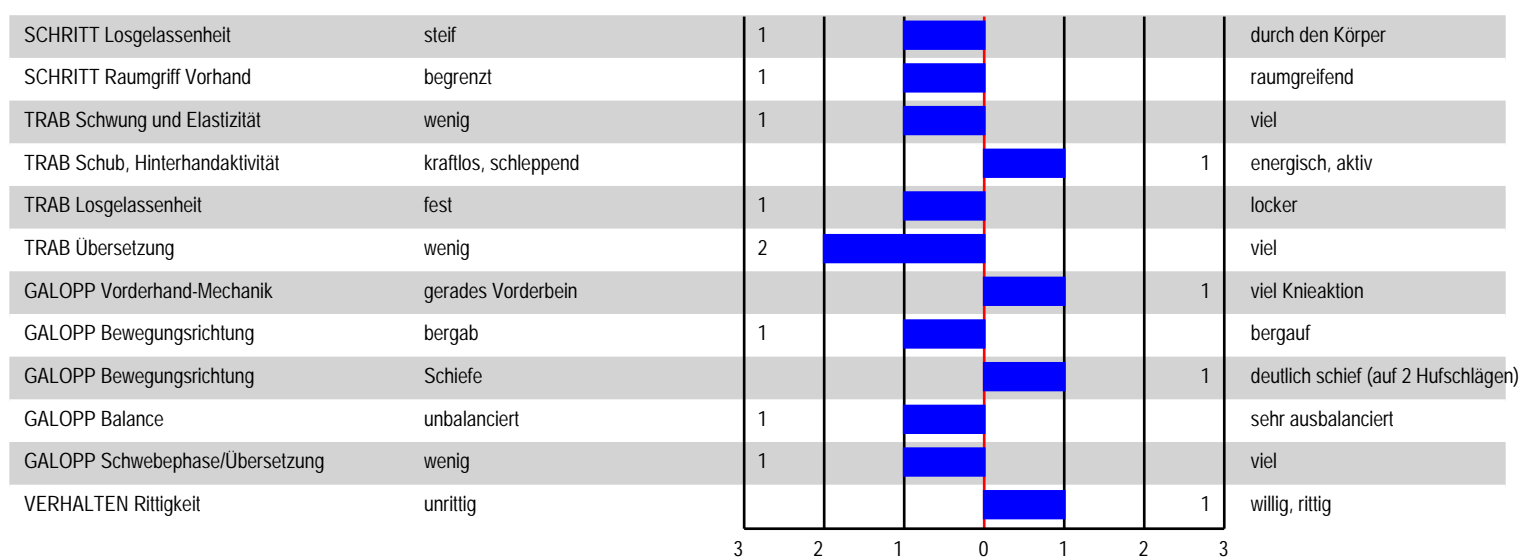 SCHRITT Losgelassenheit steif 1 durch den Körper
SCHRITT Raumgriff Vorhand begrenzt 1 raumgreifend
TRAB Schwung und Elastizität wenig 1 viel
TRAB Schub, Hinterhandaktivität kraftlos, schleppend 1 energisch, aktiv
TRAB Losgelassenheit fest 1 locker
TRAB Übersetzung wenig 2 viel
GALOPP Vorderhand-Mechanik gerades Vorderbein 1 viel Knieaktion
GALOPP Bewegungsrichtung bergab 1 bergauf
GALOPP Bewegungsrichtung Schiefe 1 deutlich schief (auf 2 Hufschlägen)
GALOPP Balance unbalanciert 1 sehr ausbalanciert
GALOPP Schwebephase/Übersetzung wenig 1 viel
VERHALTEN Rittigkeit unrittig 1 willig, rittig
3 2 1 0 1 2 3